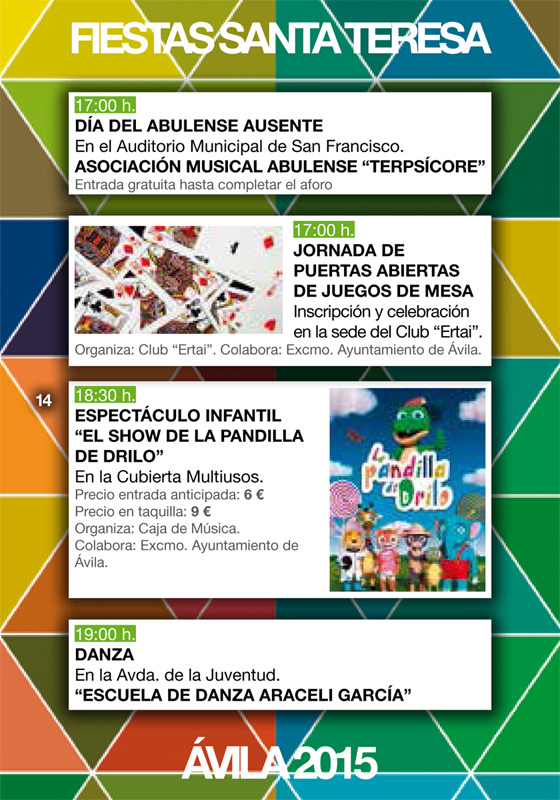 FIESTAS SANTA TERESA
17:00 h.
DÍA DEL ABULENSE AUSENTE
En el Auditorio Municipal de San Francisco.
ASOCIACIÓN MUSICAL ABULENSE “TERPSÍCORE”
Entrada gratuita hasta completar el aforo
17:00 h.
JORNADA DE
PUERTAS ABIERTAS
DE JUEGOS DE MESA
Inscripción y celebración
en la sede del Club “Ertai”.
Organiza: Club “Ertai”. Colabora: Excmo. Ayuntamiento de Ávila.
14
18:30 h.
ESPECTÁCULO INFANTIL
“EL SHOW DE LA PANDILLA
DE DRILO”
En la Cubierta Multiusos.
Precio entrada anticipada: 6 €
Precio en taquilla: 9 €
Organiza: Caja de Música.
Colabora: Excmo. Ayuntamiento de
Ávila.
La
pandilla
de Drilo
19:00 h.
DANZA
En la Avda. de la Juventud.
“ESCUELA DE DANZA ARACELI GARCÍA”
ÁVILA 2015